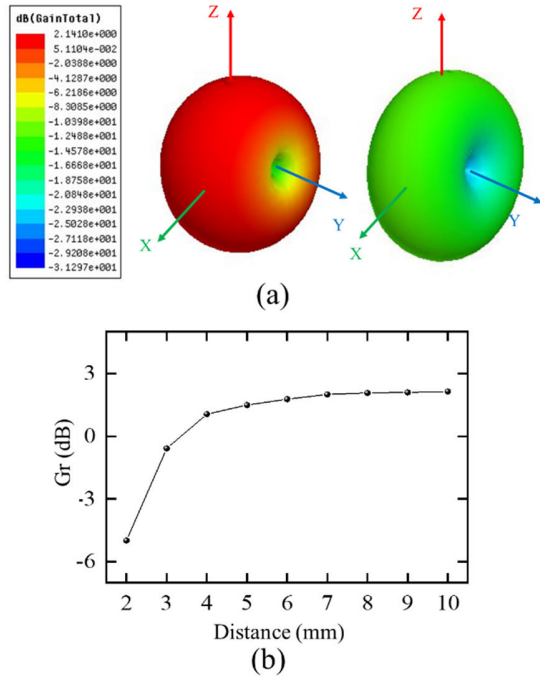 dB(GainTotal)
2.1410e+000
5.1104e-002
-2.0388e+000
-4.1287e+000
-6.2186e+000
-8.3085e+000
-1.0398e+001
-1.2488e+001
-1.4578e+001
-1.6668e+001
-1.8758e+001
-2.0848e+001
-2.2938e+001
-2.5028e+001
-2.7118e+001
-2.9208e+001
-3.1297e+001
Z
X
Y
Z
X
Y
(a)
Gr (dB)
3
0
-3
-6
2 3 4 5 6 7 8 9 10
Distance (mm)
(b)